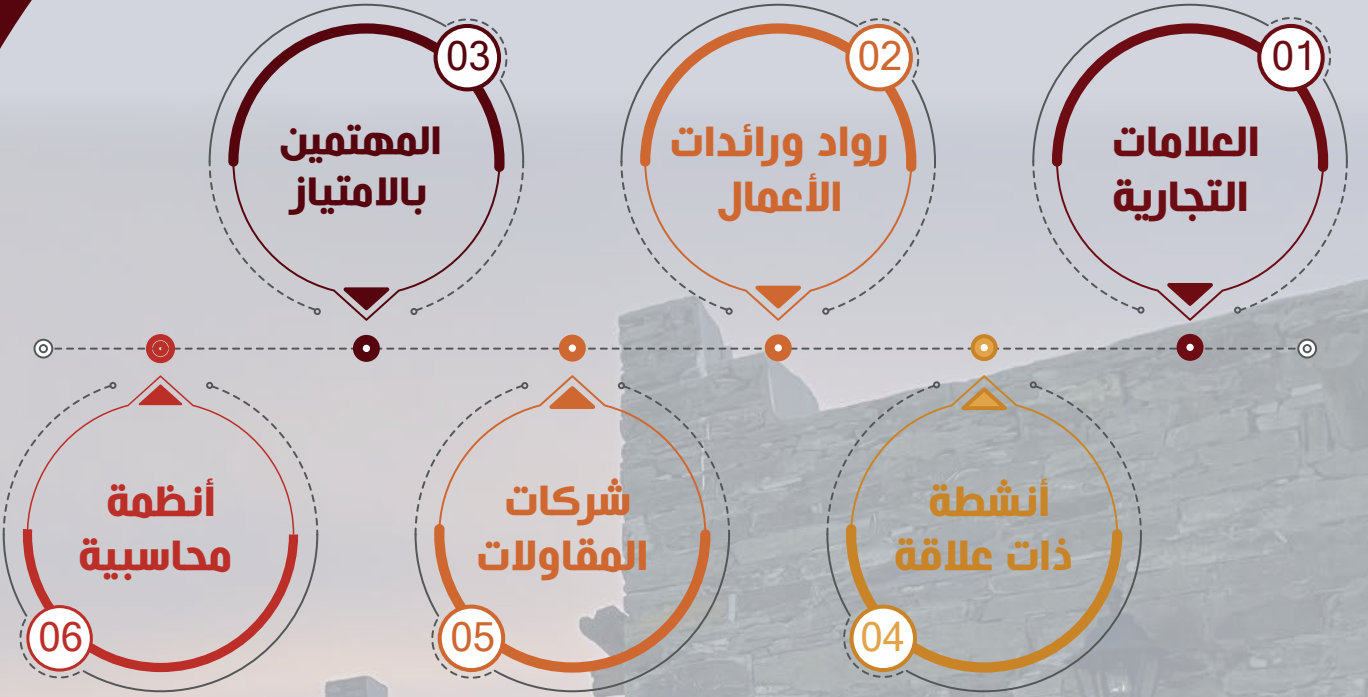 01
العلامات
التجارية
02
رواد ورائدات
الأعمال
03
المهتمين
بالامتياز
04
أنشطة
ذات علاقة
05
شركات
المقاولات
06
أنظمة
محاسبية